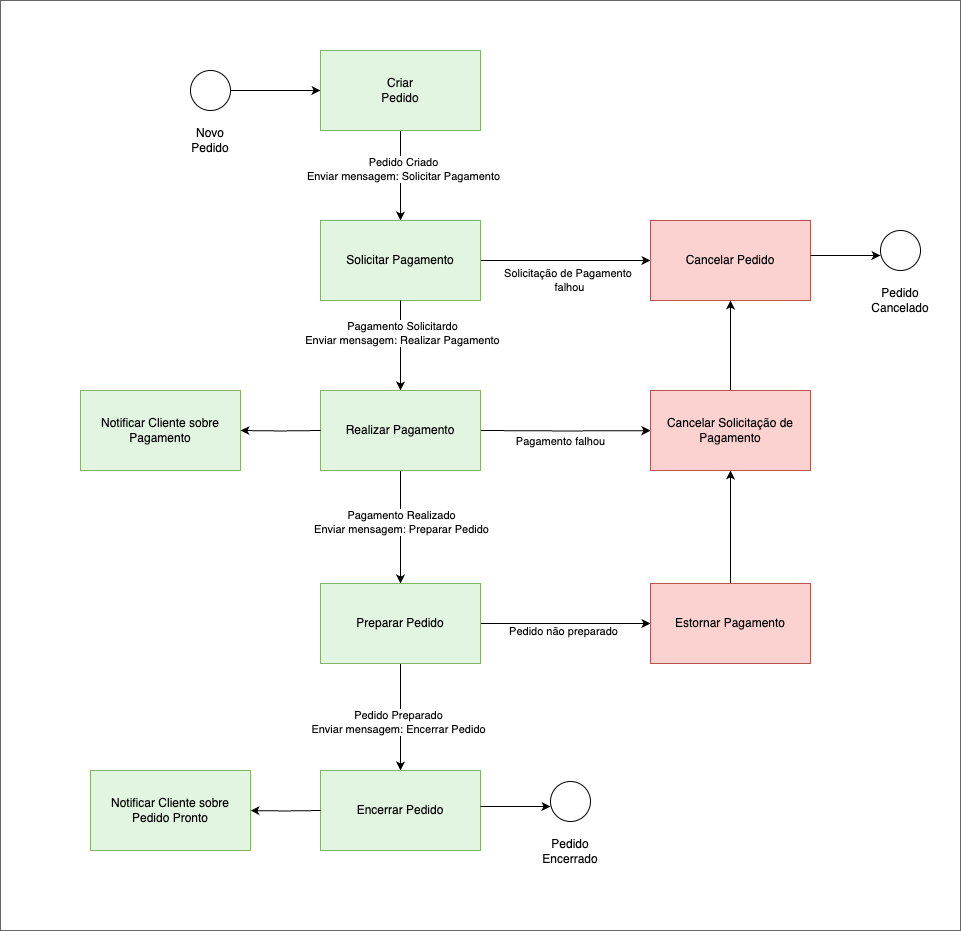 Criar
Pedido
Novo
Pedido
Pedido Criado
Enviar mensagem: Solicitar Pagamento
Solicitar Pagamento
Solicitação de Pagamento
falhou
Cancelar Pedido
Pedido
Cancelado
Pagamento Solicitardo
Enviar mensagem: Realizar Pagamento
Notificar Cliente sobre
Pagamento
Realizar Pagamento
Pagamento falhou
Cancelar Solicitação de
Pagamento
Pagamento Realizado
Enviar mensagem: Preparar Pedido
Preparar Pedido
Pedido não preparado
Estornar Pagamento
Pedido Preparado
Enviar mensagem: Encerrar Pedido
Notificar Cliente sobre
Pedido Pronto
Encerrar Pedido
Pedido
Encerrado